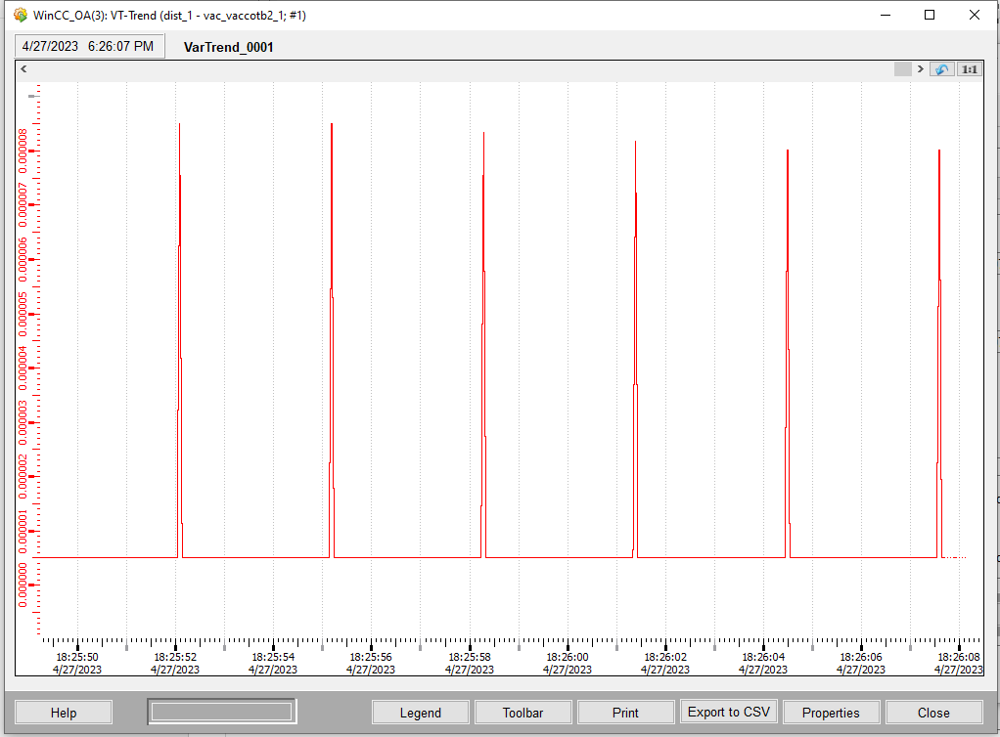 WinCC_OA(3): VT-Trend (dist_1 - vac_vaccotb2_1; #1)
4/27/2023 6:26:07 PM VarTrend_0001
1:1
0.000008
0.000007
0.000006
0.000005
0.000004
0.000003
0.000002
0.000001
0.000000
18:25:50 18:25:52 18:25:54 18:25:56 18:25:58 18:26:00 18:26:02 18:26:04 18:26:06 18:26:08
4/27/2023 4/27/2023 4/27/2023 4/27/2023 4/27/2023 4/27/2023 4/27/2023 4/27/2023 4/27/2023 4/27/2023
Help Legend Toolbar Print Export to CSV Properties Close